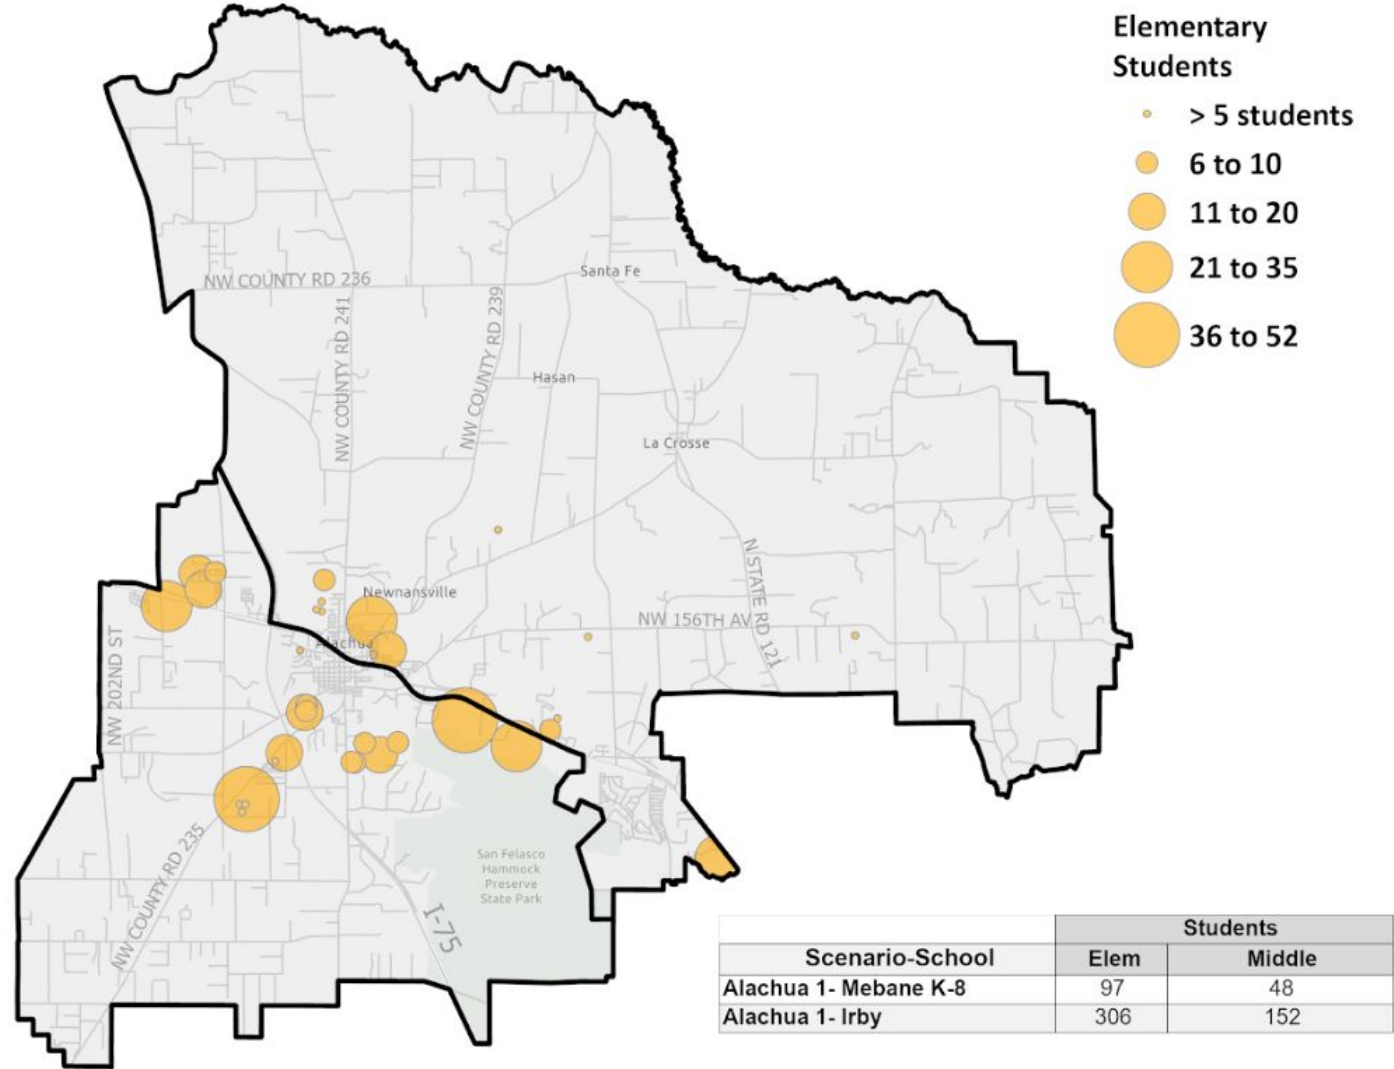 Elementary
Students
> 5 students
6 to 10
11 to 20
21 to 35
36 to 52
NW COUNTY RD 236
Santa Fe
NW COUNTY RD 241
NW COUNTY RD 239
Hasan
La Crosse
N STATE RD 121
Newnansville
NW 156TH AV
Alachua
NW 202ND ST
NW COUNTY RD 235
San Felasco
Hammock
Preserve
State Park
I-75
Students
Scenario-School Elem Middle
Alachua 1- Mebane K-8 97 48
Alachua 1- Irby 306 152